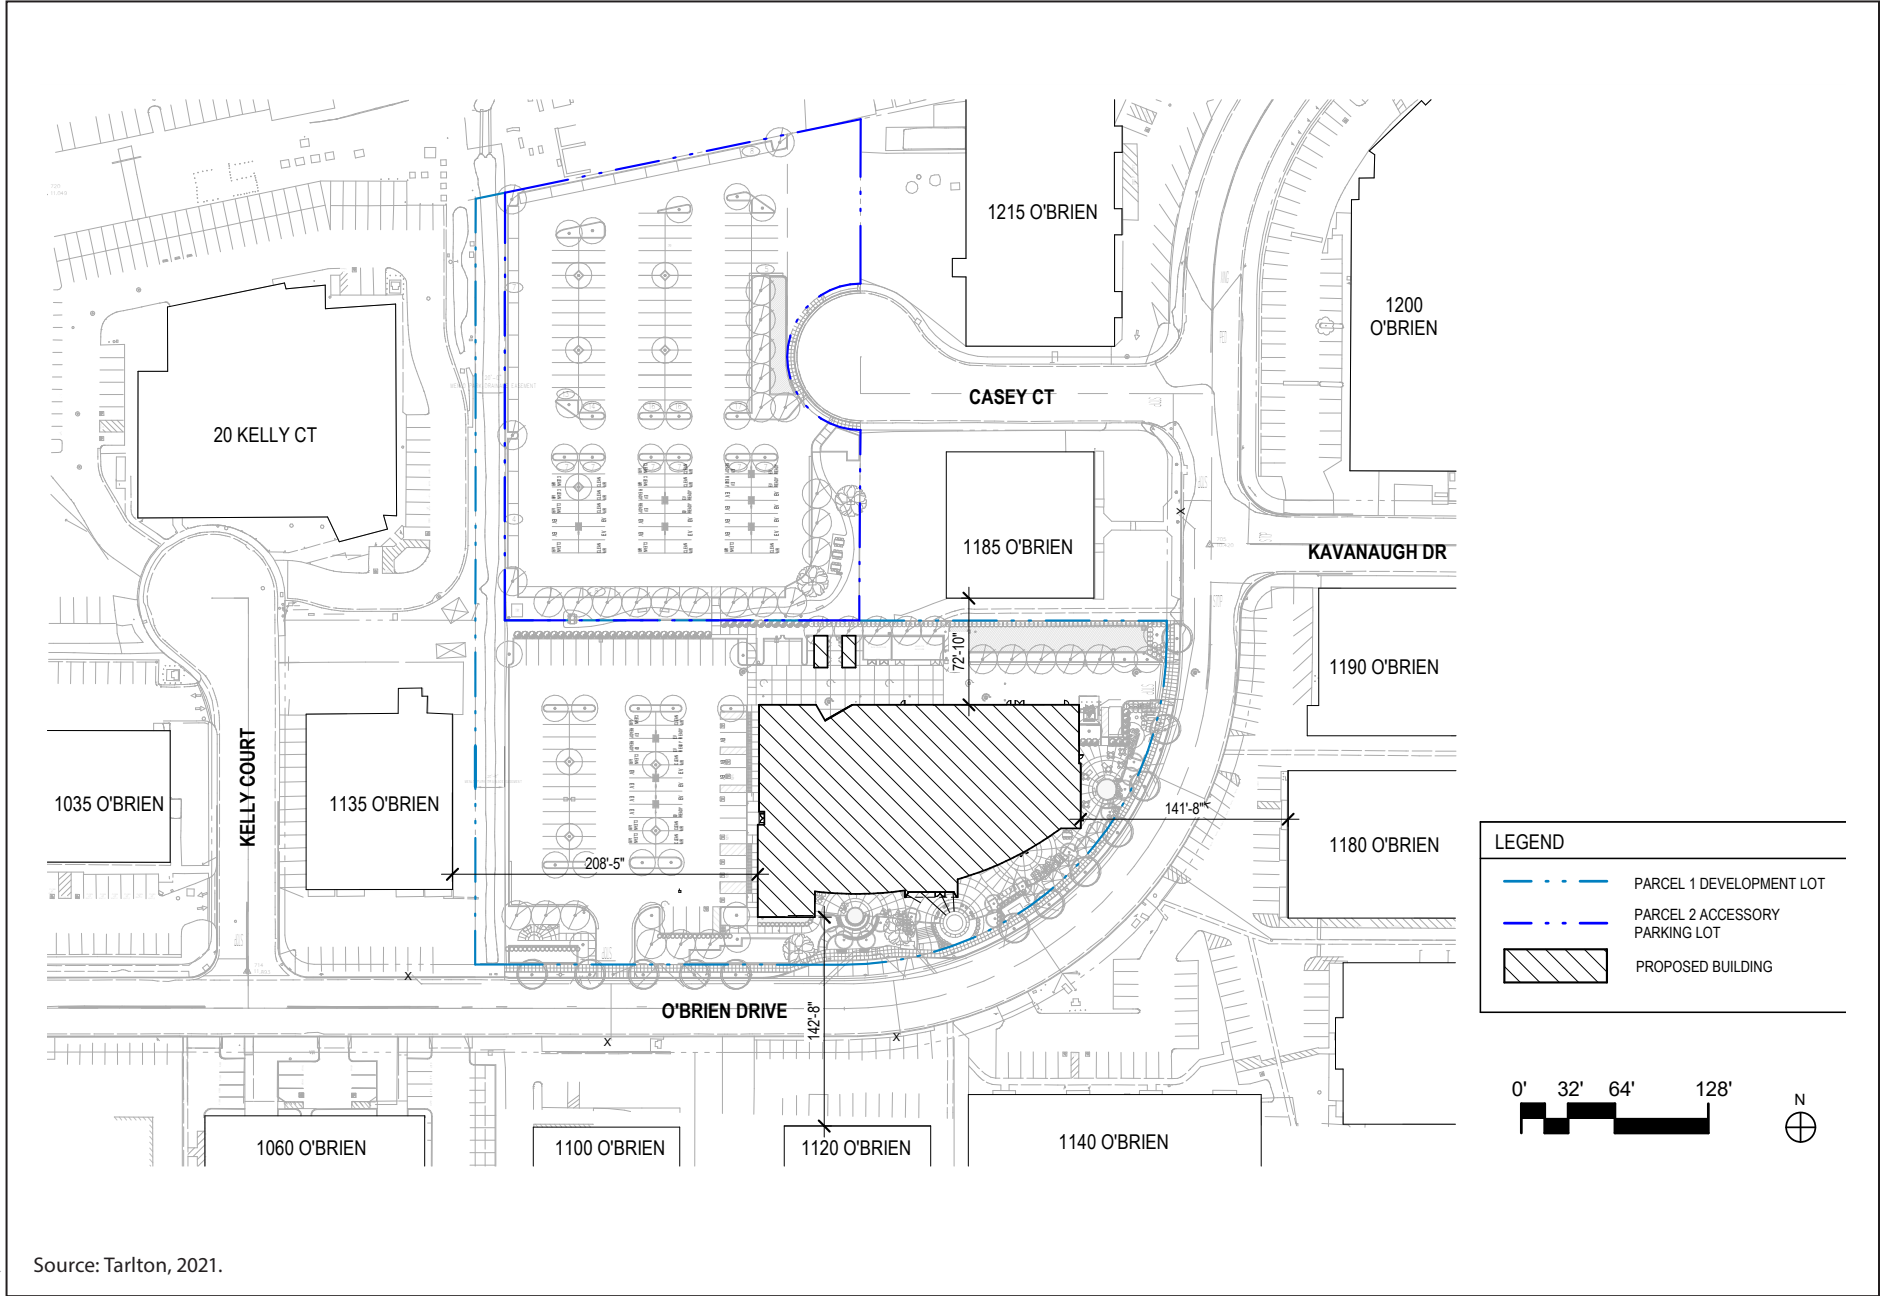 1215 O'BRIEN
1200
O'BRIEN
CASEY CT
20 KELLY CT
1185 O'BRIEN
KAVANAUGH DR
72'-10"
1190 O'BRIEN
KELLY COURT
1035 O'BRIEN
1135 O'BRIEN
208'-5"
141'-8"
1180 O'BRIEN
O'BRIEN DRIVE
142'-8"
1060 O'BRIEN
1100 O'BRIEN
1120 O'BRIEN
1140 O'BRIEN
LEGEND
PARCEL 1 DEVELOPMENT LOT
PARCEL 2 ACCESSORY
PARKING LOT
PROPOSED BUILDING
0' 32' 64' 128'
N
Source: Tarlton, 2021.